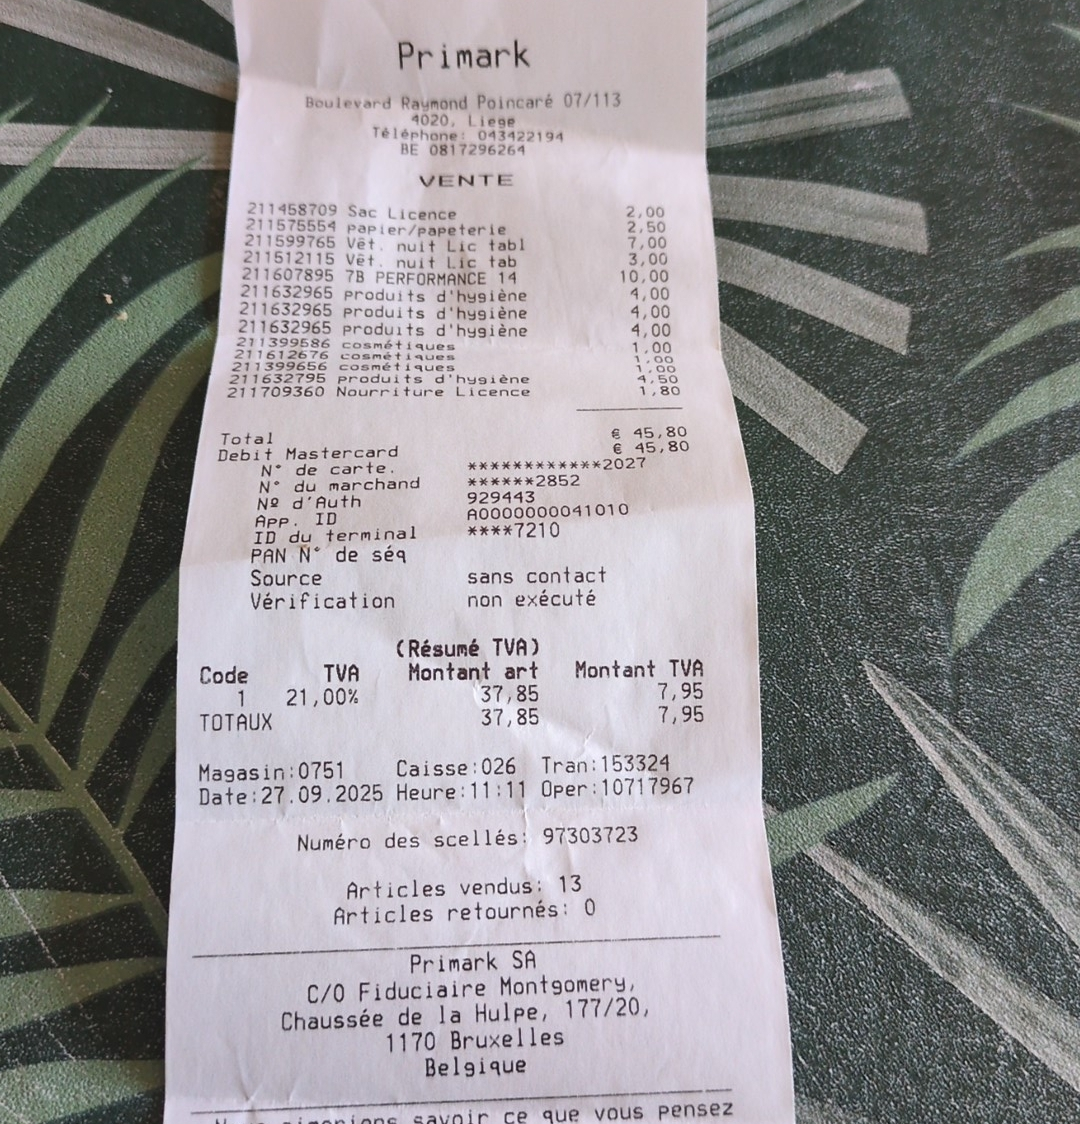 Primark
Boulevard Raymond Poincaré 07/113
4020, Liege
Téléphone: 043422194
BE 0817296264
VENTE
211458709 Sac Licence 2,00
211575554 papier/papeterie 2,50
211599765 Vêt. nuit Lic tabl 7,00
211512115 Vêt. nuit Lic tab 3,00
211607895 7B PERFORMANCE 14 10,00
211632965 produits d'hygiène 4,00
211632965 produits d'hygiène 4,00
211632965 produits d'hygiène 4,00
211399586 cosmétiques 1,00
211612676 cosmétiques 1,00
211399656 cosmétiques 1,00
211632795 produits d'hygiène 4,50
211709360 Nourriture Licence 1,80
Total € 45,80
Debit Mastercard € 45,80
N° de carte. ************2027
N° du marchand ******2852
Nº d'Auth 929443
App. ID A0000000041010
ID du terminal ****7210
PAN N° de séq
Source sans contact
Vérification non exécuté
(Résumé TVA)
Code TVA Montant art Montant TVA
1 21,00% 37,85 7,95
TOTAUX 37,85 7,95
Magasin:0751 Caisse:026 Tran:153324
Date:27.09.2025 Heure:11:11 Oper:10717967
Numéro des scellés: 97303723
Articles vendus: 13
Articles retournés: 0
Primark SA
C/O Fiduciaire Montgomery,
Chaussée de la Hulpe, 177/20,
1170 Bruxelles
Belgique
savoir ce que vous pensez